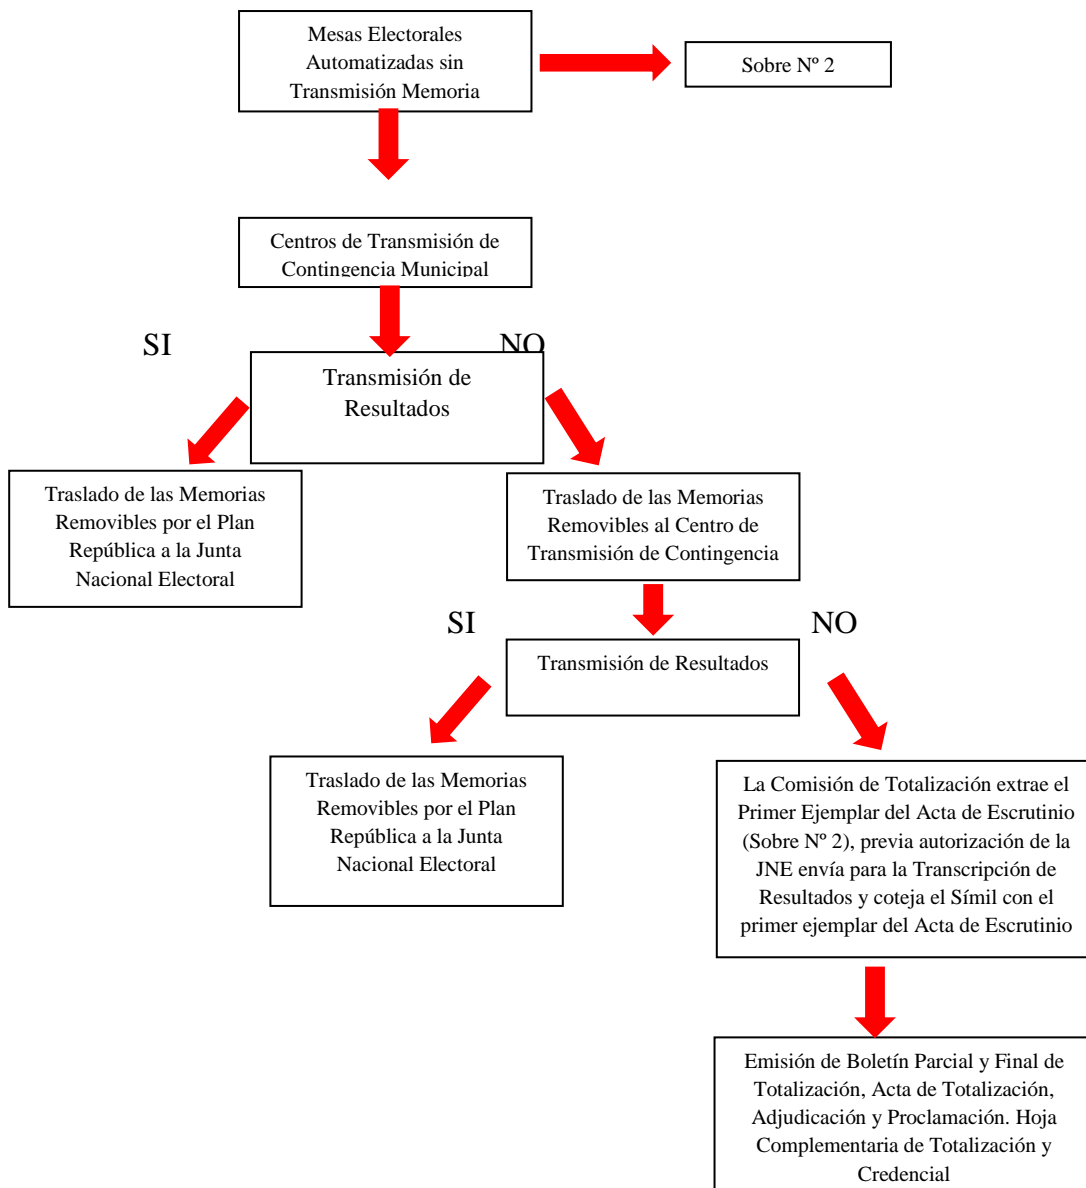 Mesas Electorales
Automatizadas sin
Transmisión Memoria
Sobre Nº 2
Centros de Transmisión de
Contingencia Municipal
SI
NO
Transmisión de
Resultados
Traslado de las Memorias
Removibles por el Plan
República a la Junta
Nacional Electoral
Traslado de las Memorias
Removibles al Centro de
Transmisión de Contingencia
SI
NO
Transmisión de Resultados
Traslado de las Memorias
Removibles por el Plan
República a la Junta
Nacional Electoral
La Comisión de Totalización extrae el
Primer Ejemplar del Acta de Escrutinio
(Sobre Nº 2), previa autorización de la
JNE envía para la Transcripción de
Resultados y coteja el Símil con el
primer ejemplar del Acta de Escrutinio
Emisión de Boletín Parcial y Final de
Totalización, Acta de Totalización,
Adjudicación y Proclamación. Hoja
Complementaria de Totalización y
Credencial